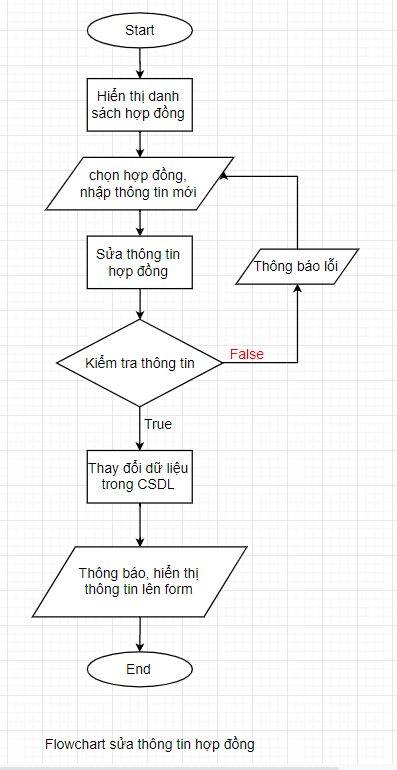 Start
Hiển thị danh
sách hợp đồng
chọn hợp đồng,
nhập thông tin mới
Sửa thông tin
hợp đồng
Thông báo lỗi
Kiểm tra thông tin
False
True
Thay đổi dữ liệu
trong CSDL
Thông báo, hiển thị
thông tin lên form
End
Flowchart sửa thông tin hợp đồng